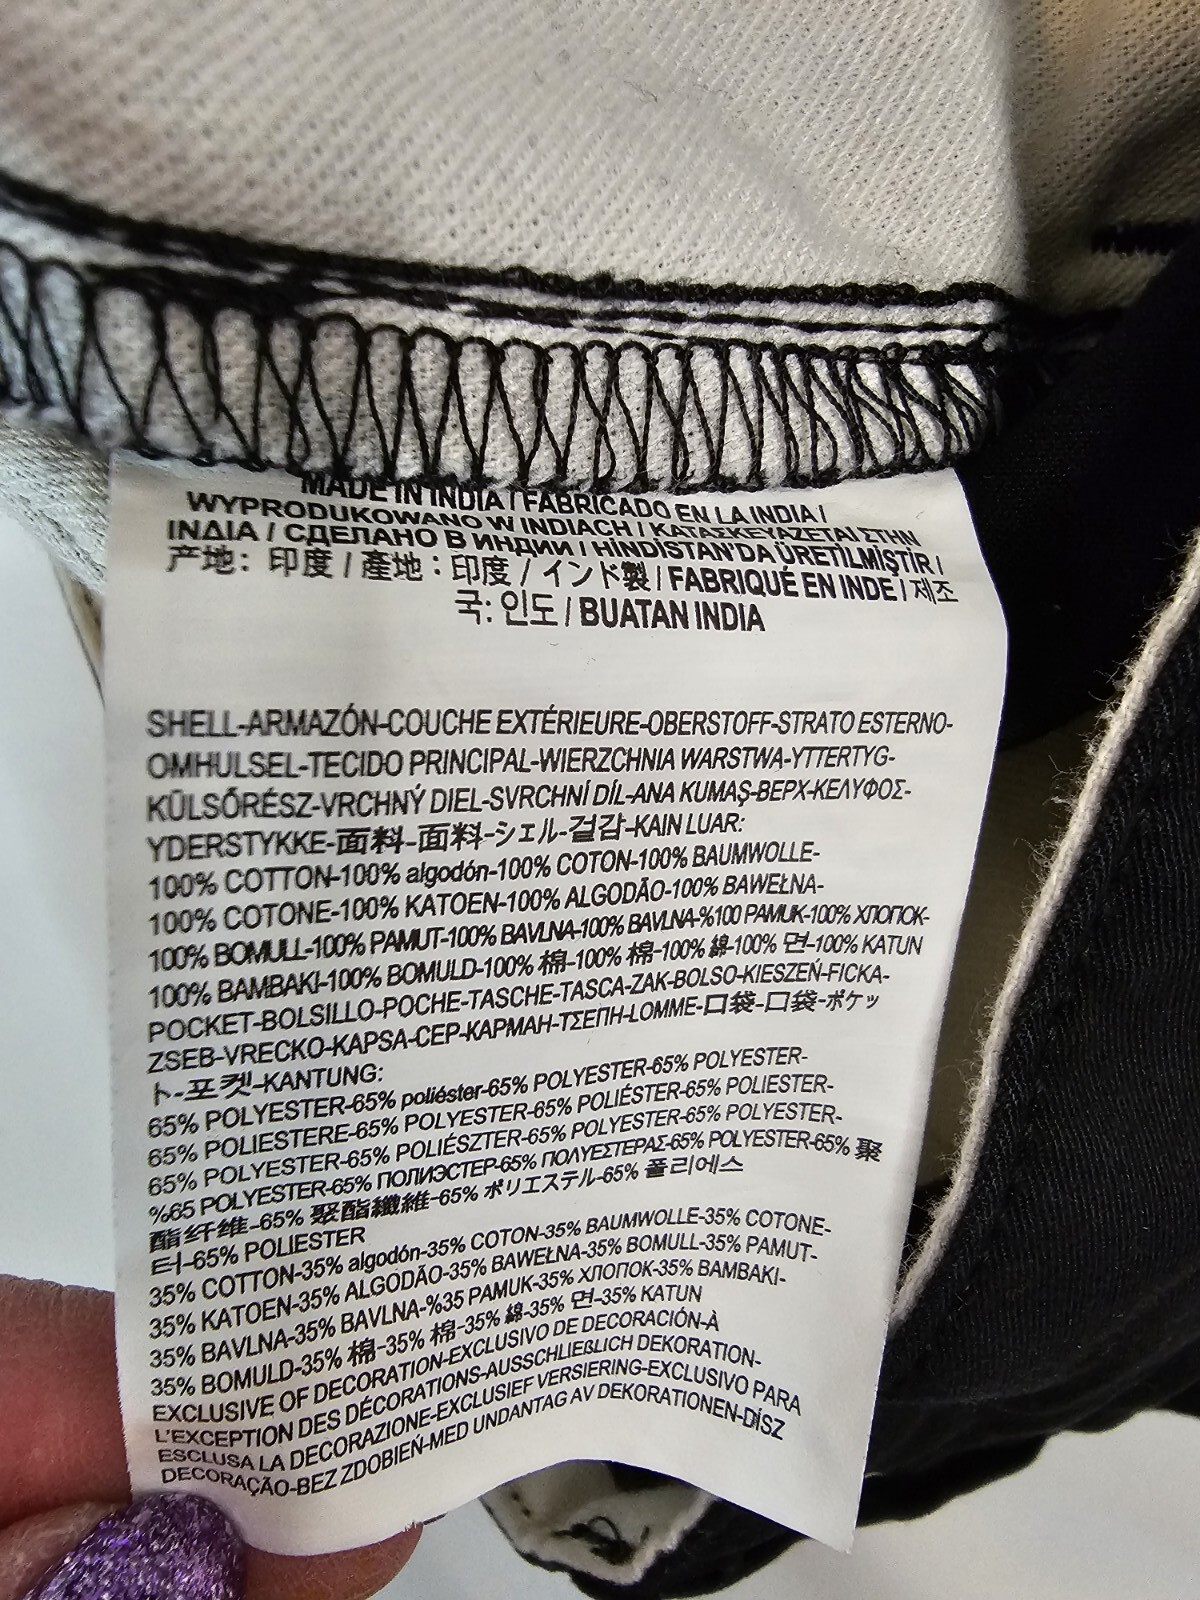 MADE IN INDIA / FABRICADO EN LA INDIA /
WYPRODUKOWANO W INDIACH / ΚΑΤΑΣΚΕΥΑΖΕΤΑΙ ΣΤΗΝ
ΙΝΔΙΑ / СДЕЛАНО В ИНДИИ / HİNDİSTAN'DA ÜRETİLMİŞTİR /
产地: 印度 / 產地: 印度 / インド製 / FABRIQUÉ EN INDE / 제조
국: 인도 / BUATAN INDIA
SHELL-ARMAZÓN-COUCHE EXTÉRIEURE-OBERSTOFF-STRATO ESTERNO-
OMHULSEL-TECIDO PRINCIPAL-WIERZCHNIA WARSTWA-YTTERTYG-
KÜLSŐRÉSZ-VRCHNÝ DIEL-SVRCHNÍ DÍL-ANA KUMAŞ-ВЕРХ-ΚΕΛΥΦΟΣ-
YDERSTYKKE-面料-面料-シェル-겉감-KAIN LUAR:
100% COTTON-100% algodón-100% COTON-100% BAUMWOLLE-
100% COTONE-100% KATOEN-100% ALGODÃO-100% BAWEŁNA-
100% BOMULL-100% PAMUT-100% BAVLNA-100% BAVLNA-%100 PAMUK-100% ХЛОПОК-
100% BAMBAKI-100% BOMULD-100% 棉-100% 棉-100% 綿-100% 면-100% KATUN
POCKET-BOLSILLO-POCHE-TASCHE-TASCA-ZAK-BOLSO-KIESZEŃ-FICKA-
ZSEB-VRECKO-KAPSA-CEP-КАРМАН-ΤΣΕΠΗ-LOMME-口袋-口袋-ポケッ
ト-포켓-KANTUNG:
65% POLYESTER-65% poliéster-65% POLYESTER-65% POLYESTER-
65% POLIESTERE-65% POLYESTER-65% POLIÉSTER-65% POLIESTER-
65% POLYESTER-65% POLIÉSZTER-65% POLYESTER-65% POLYESTER-
%65 POLYESTER-65% ПОЛИЭСТЕР-65% ΠΟΛΥΕΣΤΕΡΑΣ-65% POLYESTER-65% 聚
酯纤维-65% 聚酯纖維-65% ポリエステル-65% 폴리에스
터-65% POLIESTER
35% COTTON-35% algodón-35% COTON-35% BAUMWOLLE-35% COTONE-
35% KATOEN-35% ALGODÃO-35% BAWEŁNA-35% BOMULL-35% PAMUT-
35% BAVLNA-35% BAVLNA-%35 PAMUK-35% ХЛОПОК-35% BAMBAKI-
35% BOMULD-35% 棉-35% 棉-35% 綿-35% 면-35% KATUN
EXCLUSIVE OF DECORATION-EXCLUSIVO DE DECORACIÓN-À
L'EXCEPTION DES DÉCORATIONS-AUSSCHLIEßLICH DEKORATION-
ESCLUSA LA DECORAZIONE-EXCLUSIEF VERSIERING-EXCLUSIVO PARA
DECORAÇÃO-BEZ ZDOBIEŃ-MED UNDANTAG AV DEKORATIONEN-DÍSZ